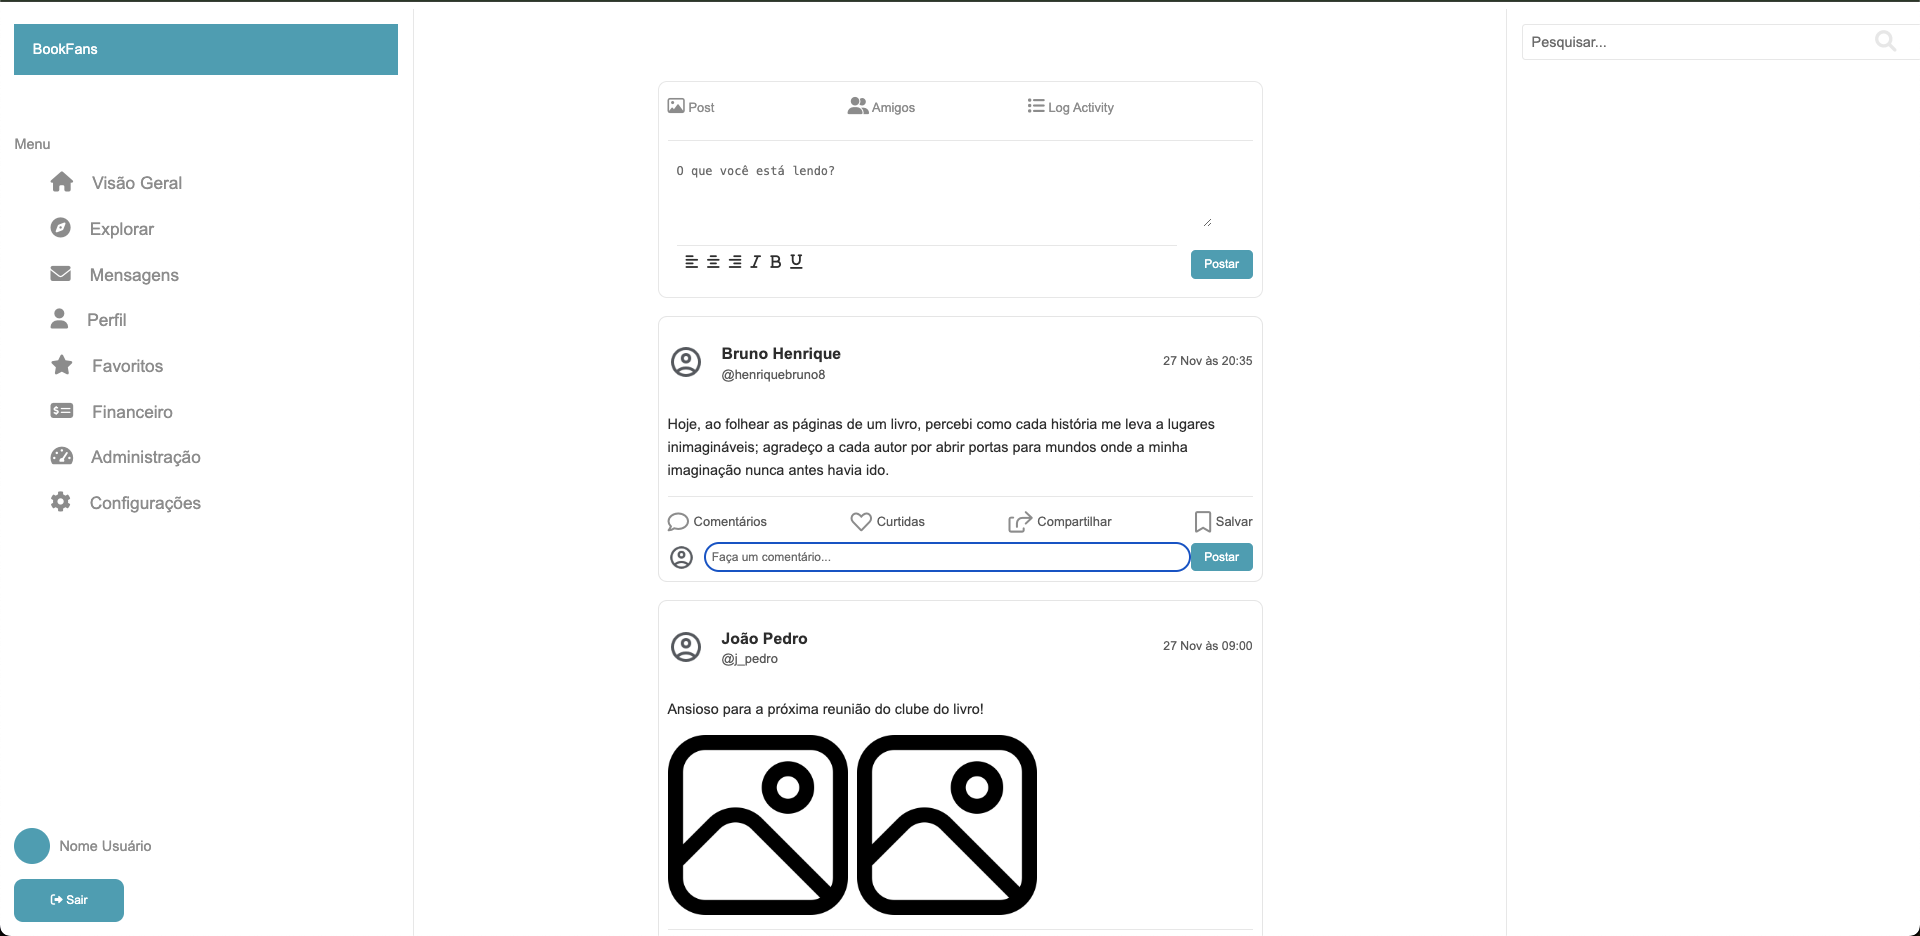 BookFans
Menu
Visão Geral
Explorar
Mensagens
Perfil
Favoritos
Financeiro
Administração
Configurações
Nome Usuário
Sair
Post
Amigos
Log Activity
O que você está lendo?
Postar
Bruno Henrique
@henriquebruno8
27 Nov às 20:35
Hoje, ao folhear as páginas de um livro, percebi como cada história me leva a lugares
inimagináveis; agradeço a cada autor por abrir portas para mundos onde a minha
imaginação nunca antes havia ido.
Comentários
Curtidas
Compartilhar
Salvar
Faça um comentário...
Postar
João Pedro
@j_pedro
27 Nov às 09:00
Ansioso para a próxima reunião do clube do livro!
Pesquisar...